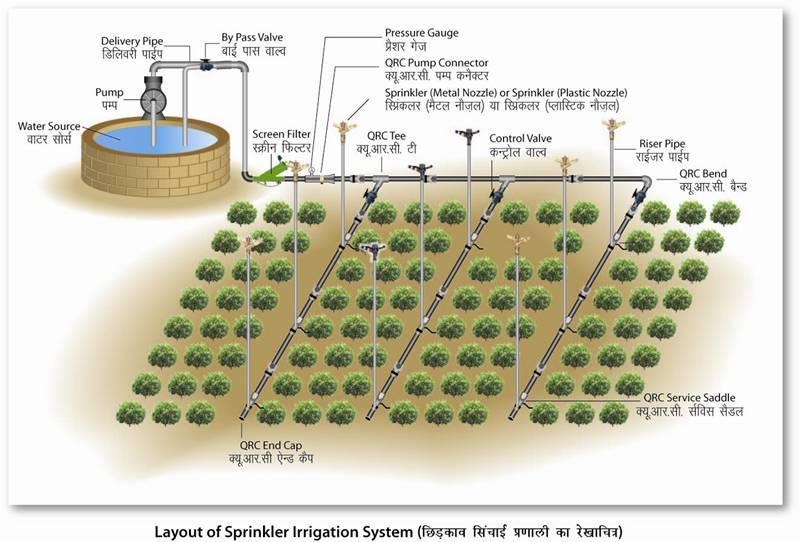 Delivery Pipe
डिलिवरी पाईप
By Pass Valve
बाई पास वाल्व
Pressure Gauge
प्रैशर गेज
QRC Pump Connector
क्यू.आर.सी. पम्प कनैक्टर
Sprinkler (Metal Nozzle) or Sprinkler (Plastic Nozzle)
स्प्रिंकलर (मैटल नौज़ल) या स्प्रिंकलर (प्लास्टिक नौज़ल)
Pump
पम्प
Water Source
वाटर सोर्स
Screen Filter
स्क्रीन फिल्टर
QRC Tee
क्यू.आर.सी. टी
Control Valve
कन्ट्रोल वाल्व
Riser Pipe
राईजर पाईप
QRC Bend
क्यू.आर.सी. बैन्ड
QRC Service Saddle
क्यू.आर.सी. र्सविस सैडल
QRC End Cap
क्यू.आर.सी ऐन्ड कैप
Layout of Sprinkler Irrigation System (छिड़काव सिंचाई प्रणाली का रेखाचित्र)